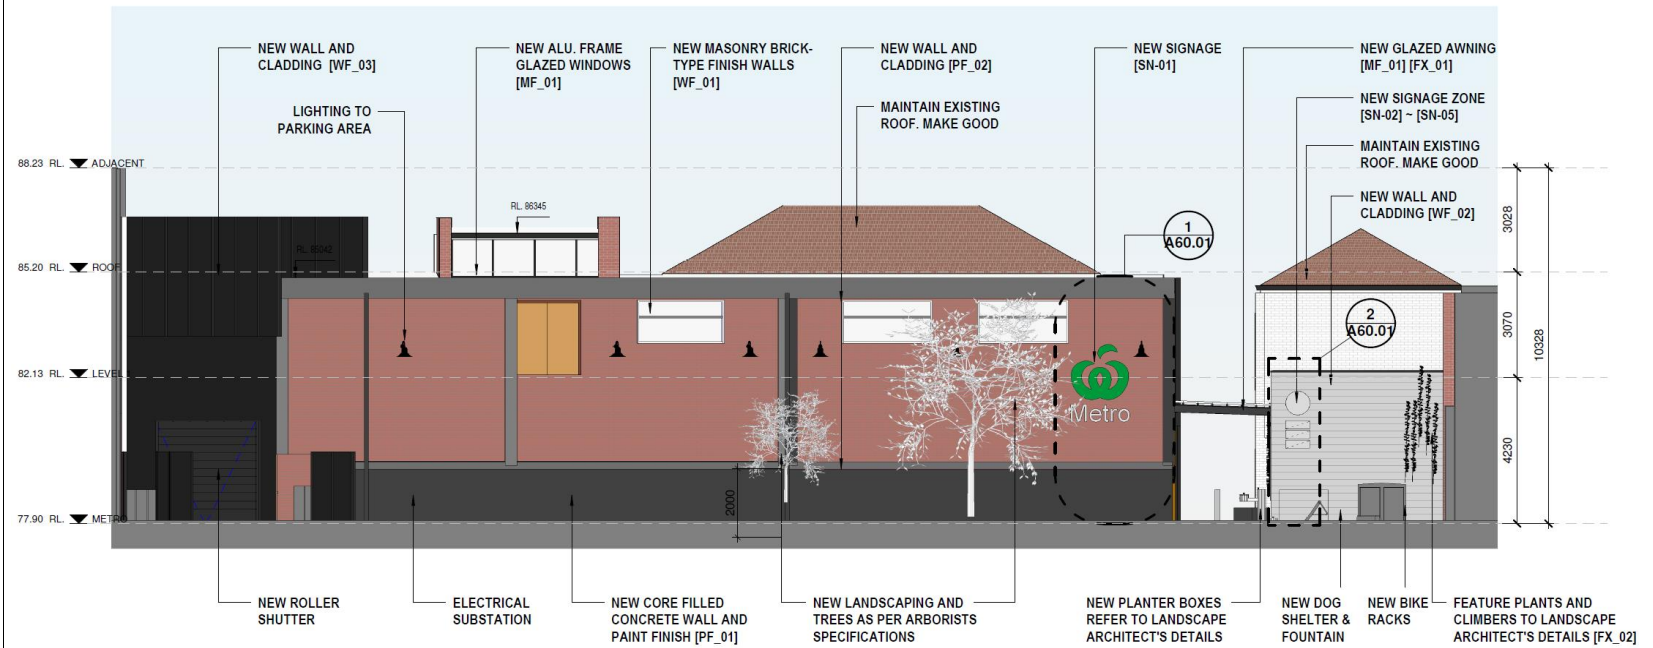 NEW WALL AND
CLADDING [WF_03]
NEW ALU. FRAME
GLAZED WINDOWS
[MF_01]
NEW MASONRY BRICK-
TYPE FINISH WALLS
[WF_01]
NEW WALL AND
CLADDING [PF_02]
NEW SIGNAGE
[SN-01]
NEW GLAZED AWNING
[MF_01] [FX_01]
LIGHTING TO
PARKING AREA
MAINTAIN EXISTING
ROOF. MAKE GOOD
NEW SIGNAGE ZONE
[SN-02] ~ [SN-05]
MAINTAIN EXISTING
ROOF. MAKE GOOD
NEW WALL AND
CLADDING [WF_02]
88.23 RL. ADJACENT
RL. 86345
1
A60.01
3028
85.20 RL. ROOF
2
A60.01
3070
10328
82.13 RL. LEVEL
Metro
4230
2000
77.90 RL. METRO
NEW ROLLER
SHUTTER
ELECTRICAL
SUBSTATION
NEW CORE FILLED
CONCRETE WALL AND
PAINT FINISH [PF_01]
NEW LANDSCAPING AND
TREES AS PER ARBORISTS
SPECIFICATIONS
NEW PLANTER BOXES
REFER TO LANDSCAPE
ARCHITECT'S DETAILS
NEW DOG
SHELTER &
FOUNTAIN
NEW BIKE
RACKS
FEATURE PLANTS AND
CLIMBERS TO LANDSCAPE
ARCHITECT'S DETAILS [FX_02]